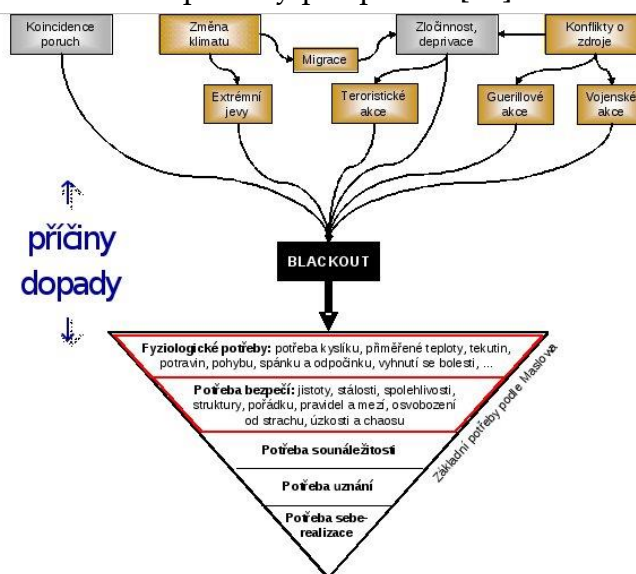 Koincidence
poruch
Změna
klimatu
Migrace
Zločinnost,
deprivace
Konflikty o
zdroje
Extrémní
jevy
Teroristické
akce
Guerillové
akce
Vojenské
akce
příčiny
dopady
BLACKOUT
Fyziologické potřeby: potřeba kyslíku, přiměřené teploty, tekutin,
potravin, pohybu, spánku a odpočinku, vyhnutí se bolesti, ...
Potřeba bezpečí: jistoty, stálosti, spolehlivosti,
struktury, pořádku, pravidel a mezí, osvobození
od strachu, úzkosti a chaosu
Potřeba sounáležitosti
Potřeba uznání
Potřeba sebe-
realizace
Základní potřeby podle Maslowa